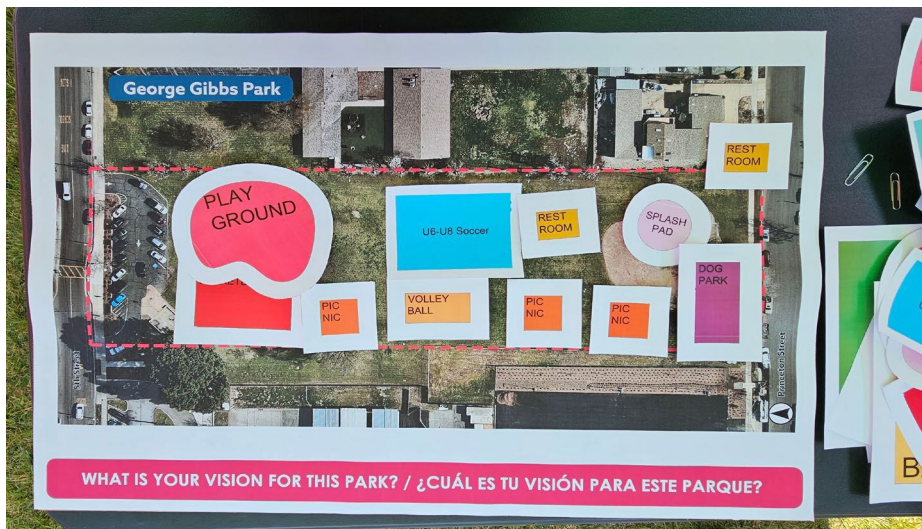 George Gibbs Park
REST
ROOM
PLAY
GROUND
U6-U8 Soccer
REST
ROOM
SPLASH
PAD
DOG
PARK
PIC
NIC
VOLLEY
BALL
PIC
NIC
PIC
NIC
Princeton Street
WHAT IS YOUR VISION FOR THIS PARK? / ¿CUÁL ES TU VISIÓN PARA ESTE PARQUE?
B